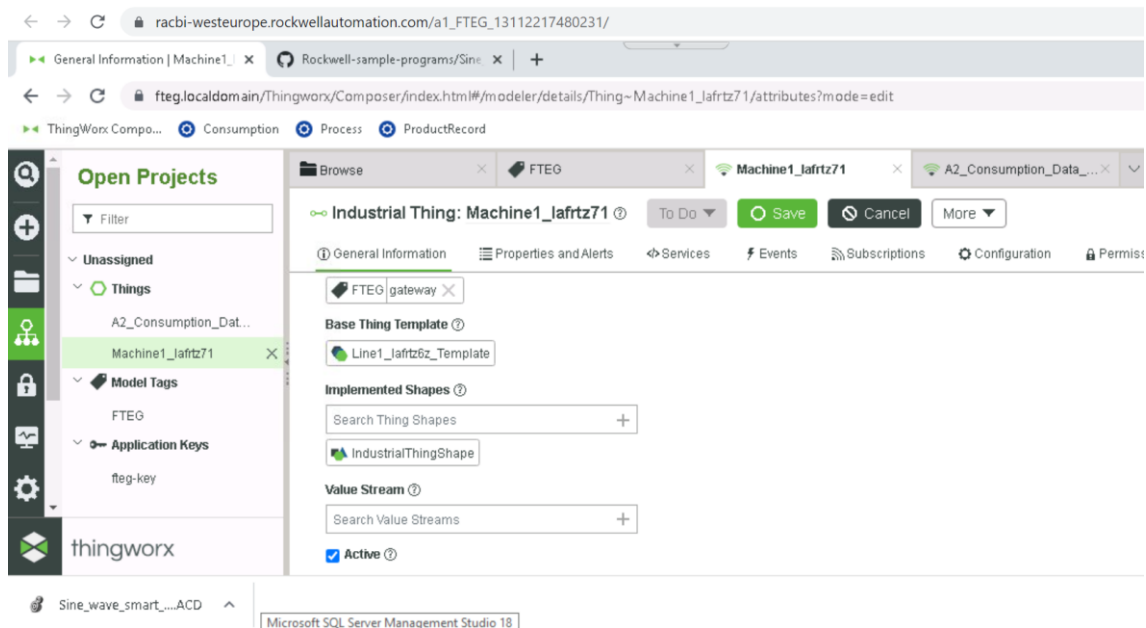 racbi-westeurope.rockwellautomation.com/a1_FTEG_13112217480231/
General Information | Machine1_l
Rockwell-sample-programs/Sine_
fteg.localdomain/Thingworx/Composer/index.html#/modeler/details/Thing~Machine1_lafrtz71/attributes?mode=edit
ThingWorx Compo... Consumption Process ProductRecord
Open Projects
Filter
Unassigned
Things
A2_Consumption_Dat...
Machine1_lafrtz71
Model Tags
FTEG
Application Keys
fteg-key
thingworx
Browse FTEG Machine1_lafrtz71 A2_Consumption_Data_...
Industrial Thing: Machine1_lafrtz71 To Do Save Cancel More
General Information Properties and Alerts Services Events Subscriptions Configuration Permiss
FTEG gateway
Base Thing Template
Line1_lafrtz6z_Template
Implemented Shapes
Search Thing Shapes
IndustrialThingShape
Value Stream
Search Value Streams
Active
Sine_wave_smart_....ACD
Microsoft SQL Server Management Studio 18